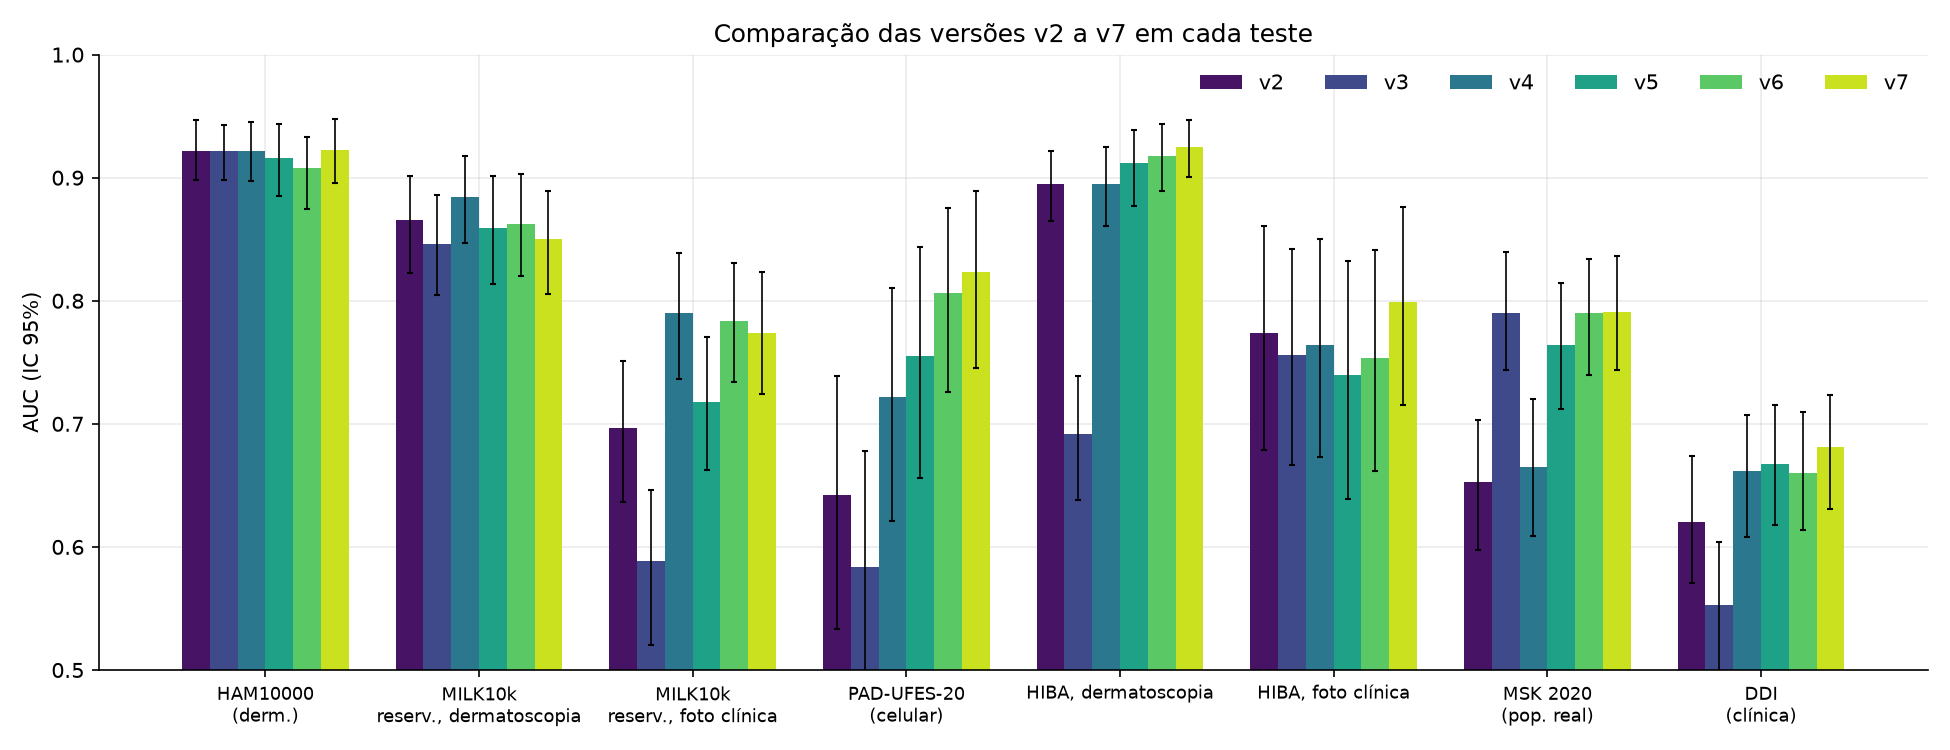 Comparação das versões v2 a v7 em cada teste
v2 v3 v4 v5 v6 v7
AUC (IC 95%)
1.0
0.9
0.8
0.7
0.6
0.5
HAM10000
(derm.)
MILK10k
reserv., dermatoscopia
MILK10k
reserv., foto clínica
PAD-UFES-20
(celular)
HIBA, dermatoscopia
HIBA, foto clínica
MSK 2020
(pop. real)
DDI
(clínica)